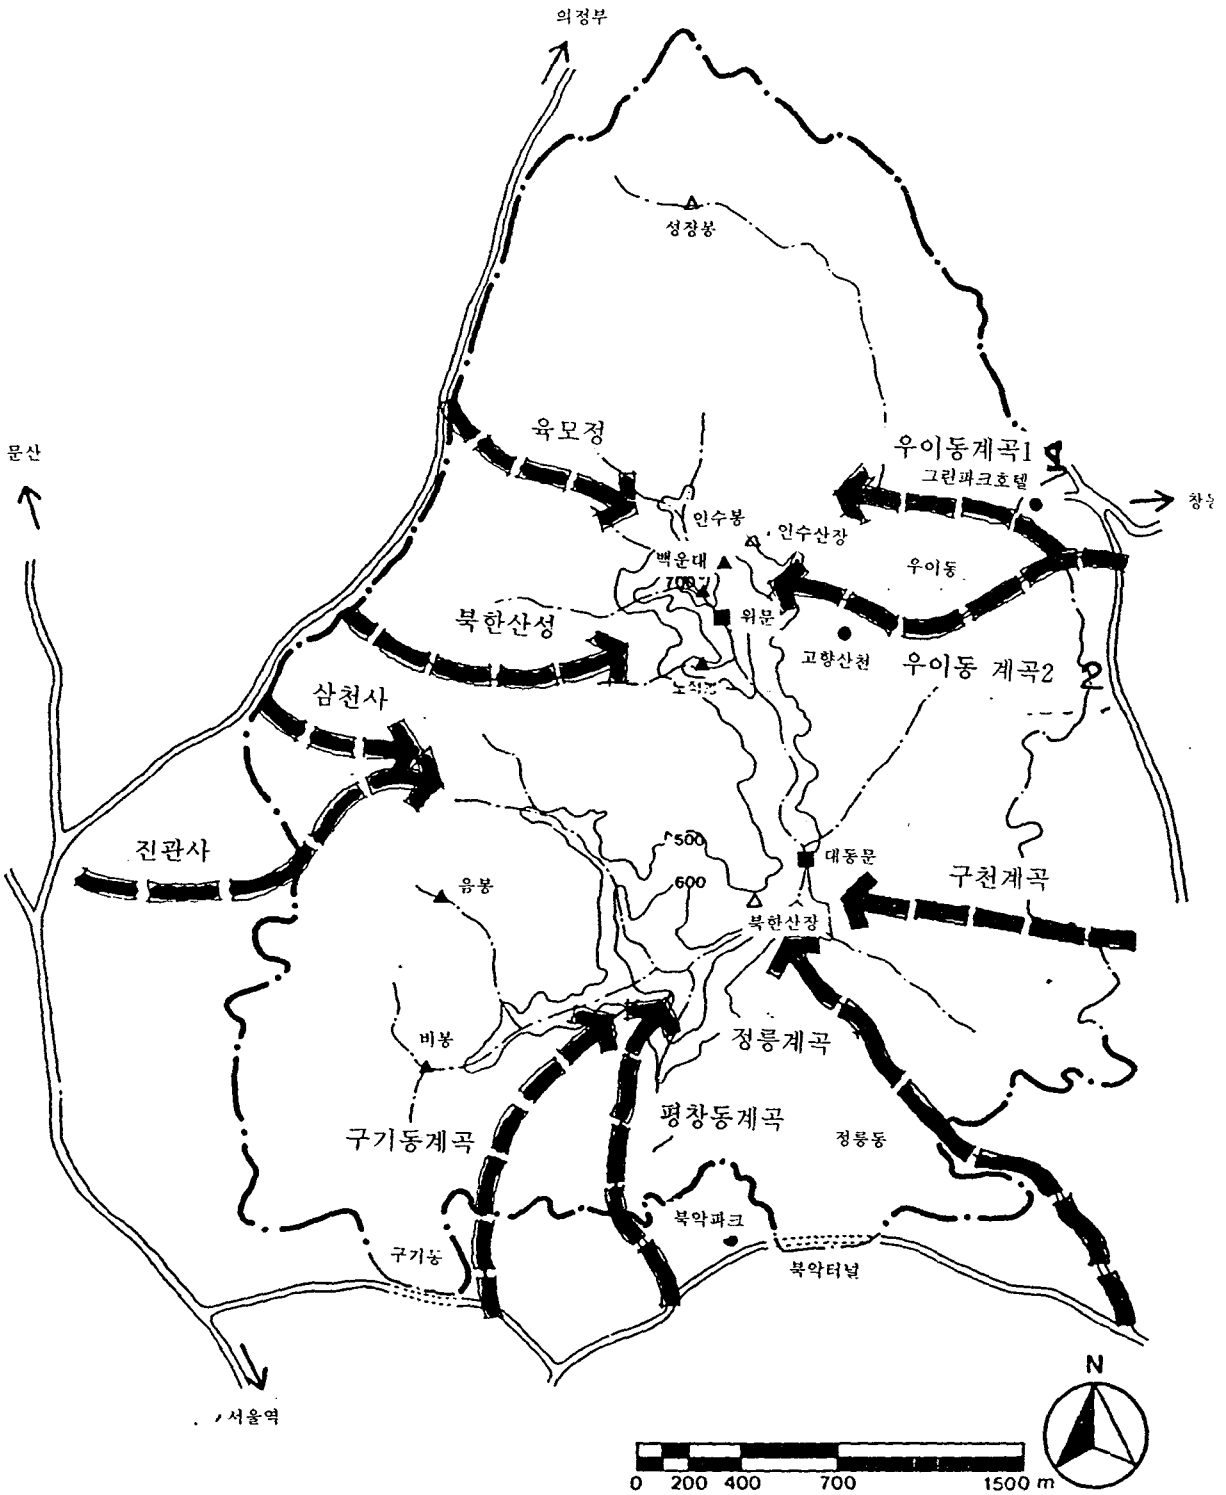 의정부
성장봉
문산
육모정
우이동계곡1
1
그린파크호텔
인수봉
인수산장
백운대
700
우이동
북한산성
위문
고향산천
우이동 계곡2
2
삼천사
진관사
500
대동문
600
음봉
구천계곡
북한산장
비봉
정릉계곡
구기동계곡
평창동계곡
정릉동
북악파크
구기동
북악터널
서울역
N
0 200 400 700 1500 m